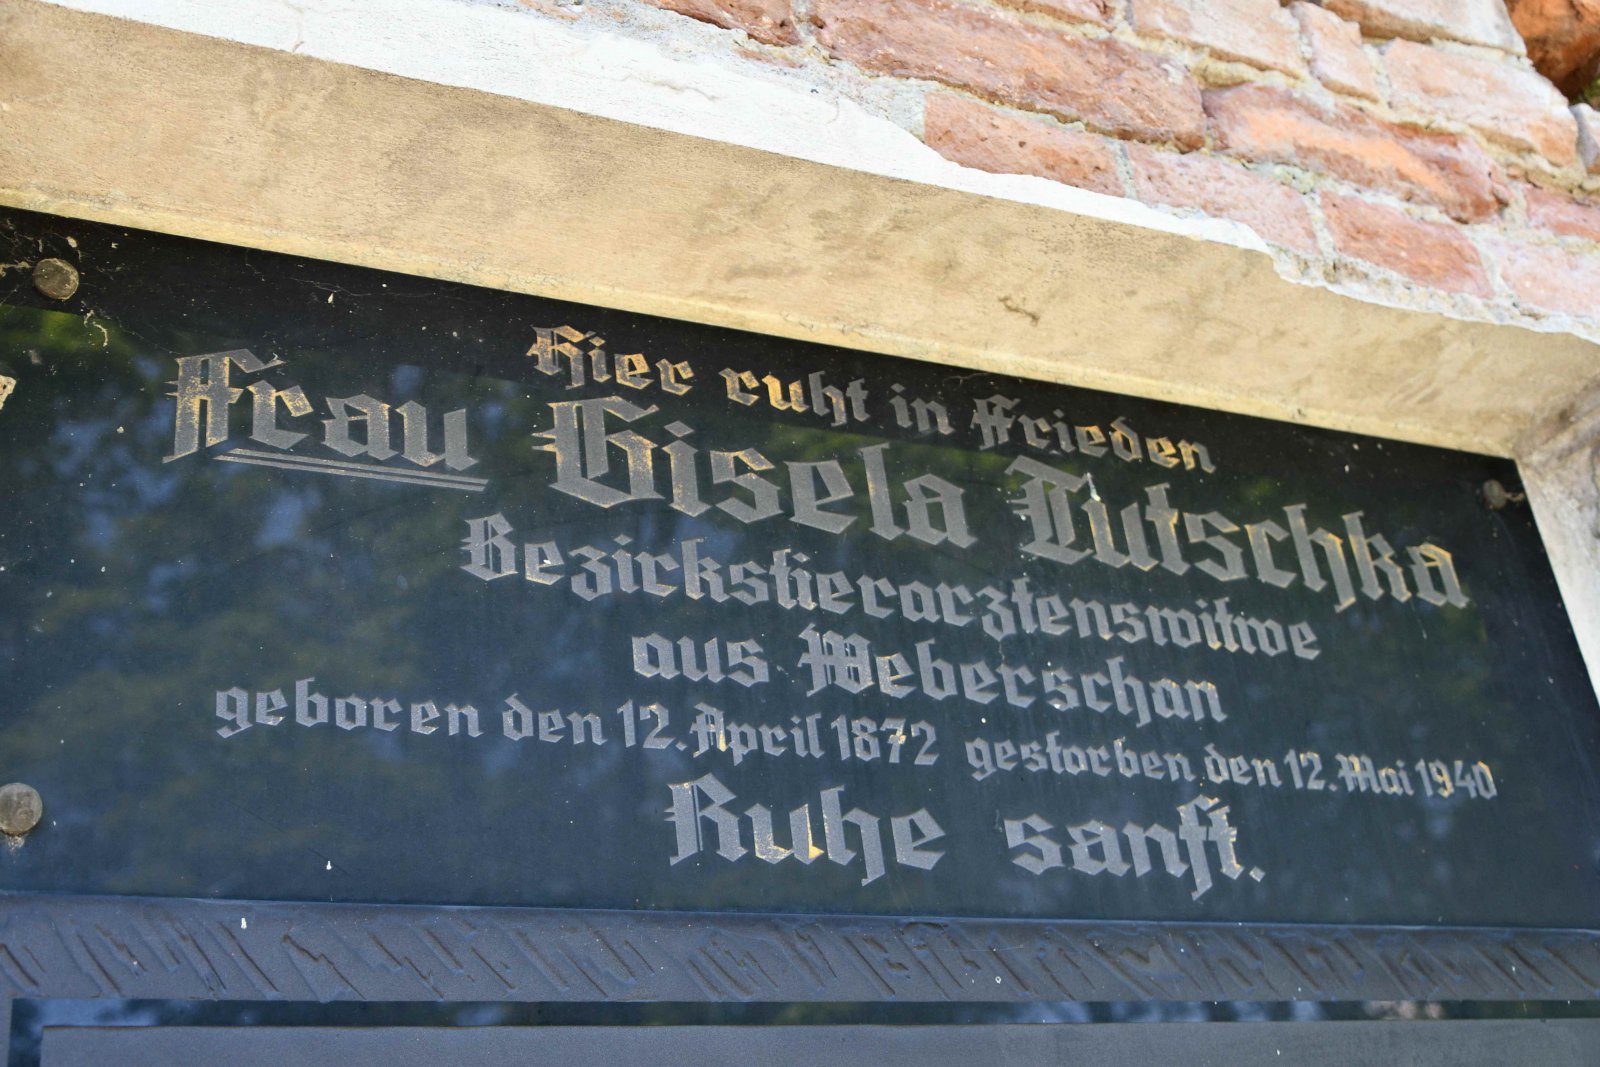 Hier ruht in Frieden
Frau Gisela Tutschka
Bezirkstierarztenswitwe
aus Weberschan
geboren den 12. April 1872 gestorben den 12. Mai 1940
Ruhe sanft.